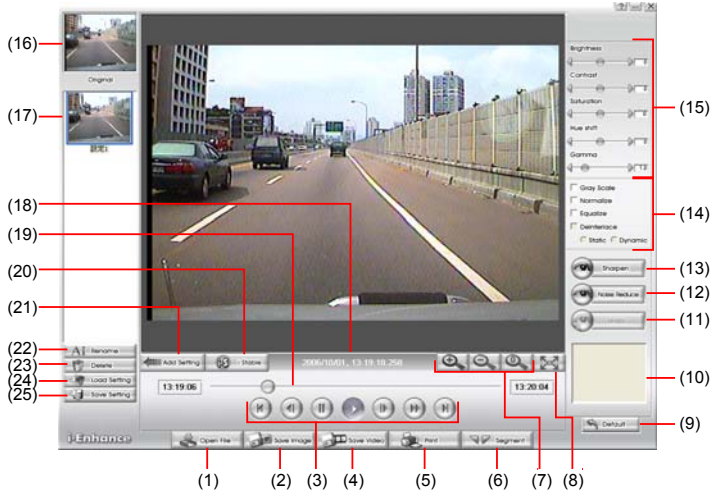 ? - X
(16)
Original
(17)
設定1
Brightness
Contrast
Saturation
Hue shift
Gamma
(15)
Gray Scale
Normalize
Equalize
Deinterlace
Static Dynamic
(14)
(18)
(19)
(20)
(21)
Sharpen
(13)
Noise Reduce
(12)
(11)
(22)
Rename
(23)
Delete
(24)
Load Setting
(25)
Save Setting
Add Setting
Stable
2006/10/01, 13:19:18.258
13:19:06
13:20:04
(10)
Default
(9)
i-Enhance
Open File
Save Image
Save Video
Print
Segment
(1)
(2)
(3)
(4)
(5)
(6)
(7)
(8)